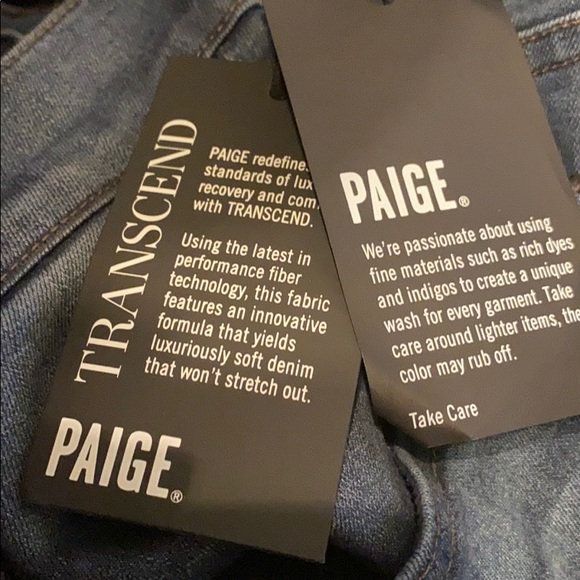 TRANSCEND
PAIGE redefines
standards of lux
recovery and com
with TRANSCEND.
Using the latest in
performance fiber
technology, this fabric
features an innovative
formula that yields
luxuriously soft denim
that won't stretch out.
PAIGE®
PAIGE®
We're passionate about using
fine materials such as rich dyes
and indigos to create a unique
wash for every garment. Take
care around lighter items, the
color may rub off.
Take Care